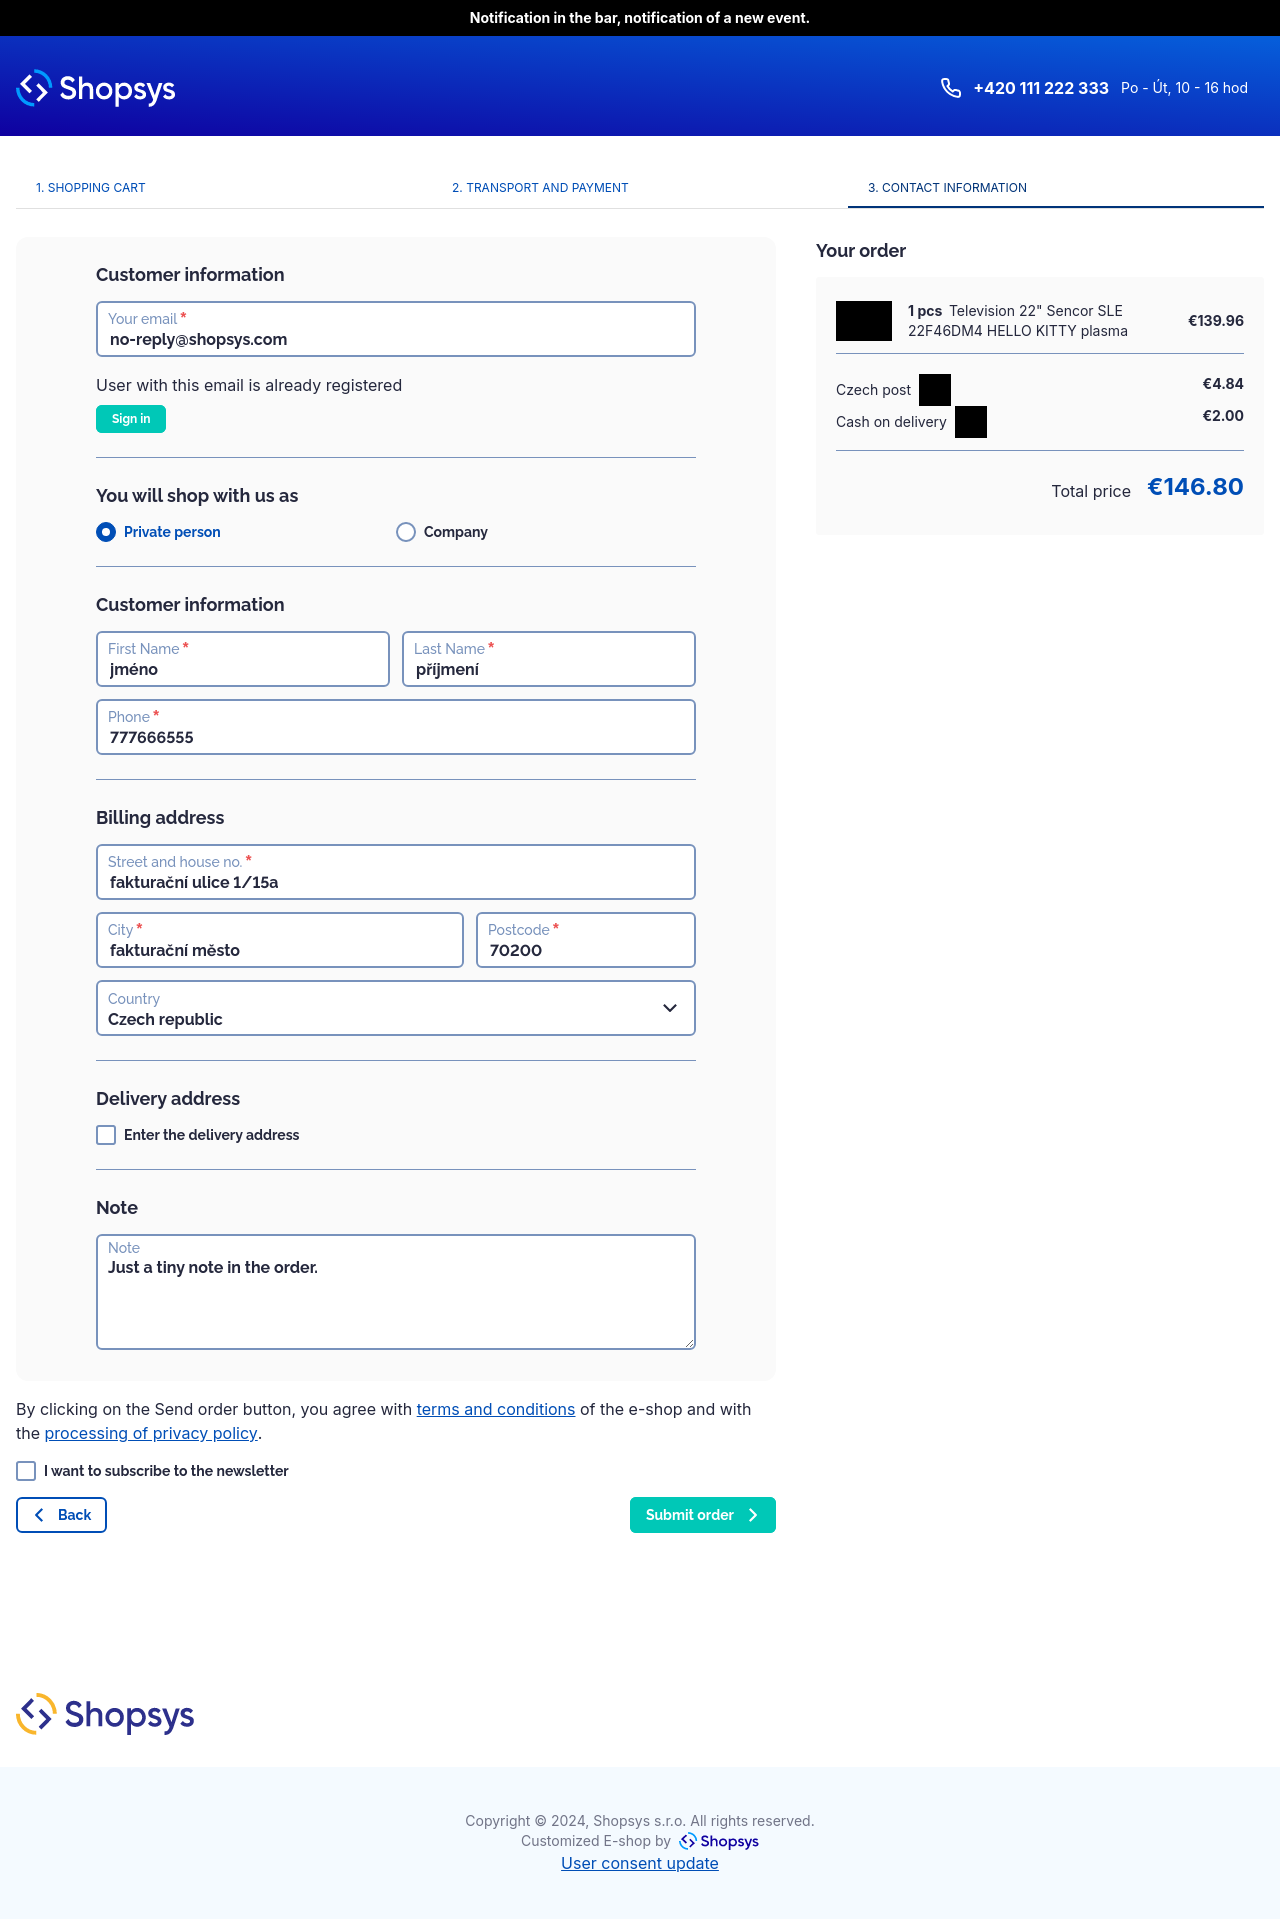 Notification in the bar, notification of a new event.
Shopsys
+420 111 222 333 Po - Út, 10 - 16 hod
1. SHOPPING CART
2. TRANSPORT AND PAYMENT
3. CONTACT INFORMATION
Customer information
Your email *
no-reply@shopsys.com
User with this email is already registered
Sign in
You will shop with us as
Private person
Company
Customer information
First Name *
jméno
Last Name *
příjmení
Phone *
777666555
Billing address
Street and house no. *
fakturační ulice 1/15a
City *
fakturační město
Postcode *
70200
Country
Czech republic
Delivery address
Enter the delivery address
Note
Note
Just a tiny note in the order.
By clicking on the Send order button, you agree with terms and conditions of the e-shop and with
the processing of privacy policy.
I want to subscribe to the newsletter
Back
Submit order
Your order
1 pcs Television 22" Sencor SLE
22F46DM4 HELLO KITTY plasma
€139.96
Czech post
€4.84
Cash on delivery
€2.00
Total price €146.80
Shopsys
Copyright © 2024, Shopsys s.r.o. All rights reserved.
Customized E-shop by Shopsys
User consent update